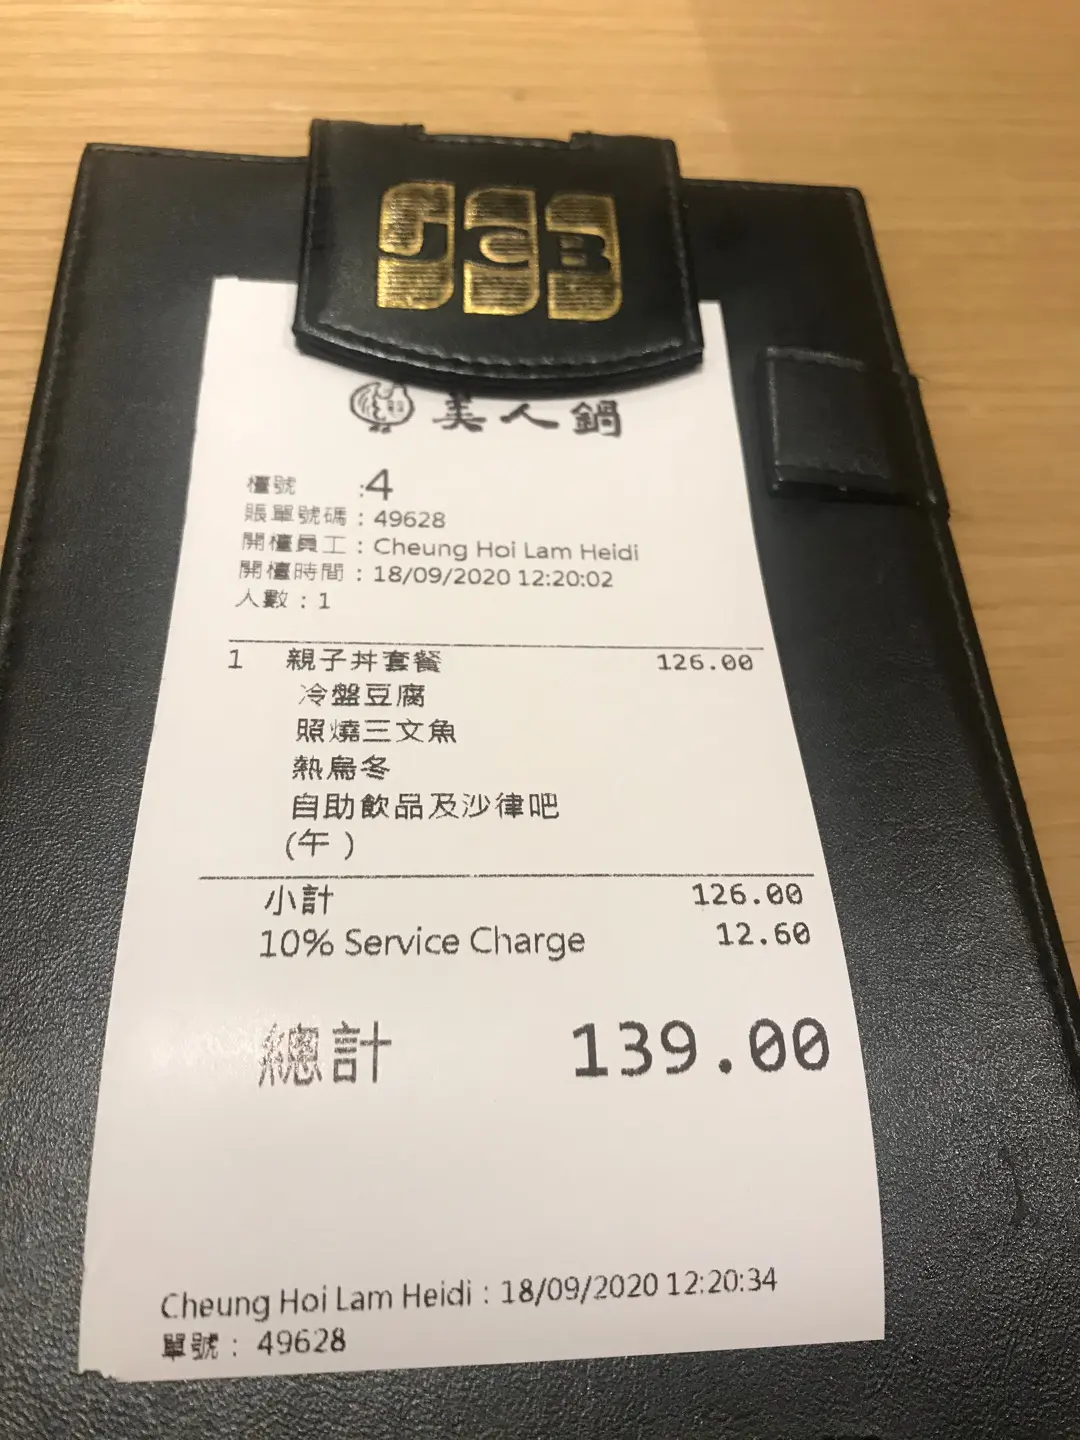 JCB
美人鍋
檯號 :4
賬單號碼 : 49628
開檯員工 : Cheung Hoi Lam Heidi
開檯時間 : 18/09/2020 12:20:02
人數 : 1
1 親子丼套餐 126.00
冷盤豆腐
照燒三文魚
熱烏冬
自助飲品及沙律吧
(午 )
小計 126.00
10% Service Charge 12.60
總計 139.00
Cheung Hoi Lam Heidi : 18/09/2020 12:20:34
單號 : 49628